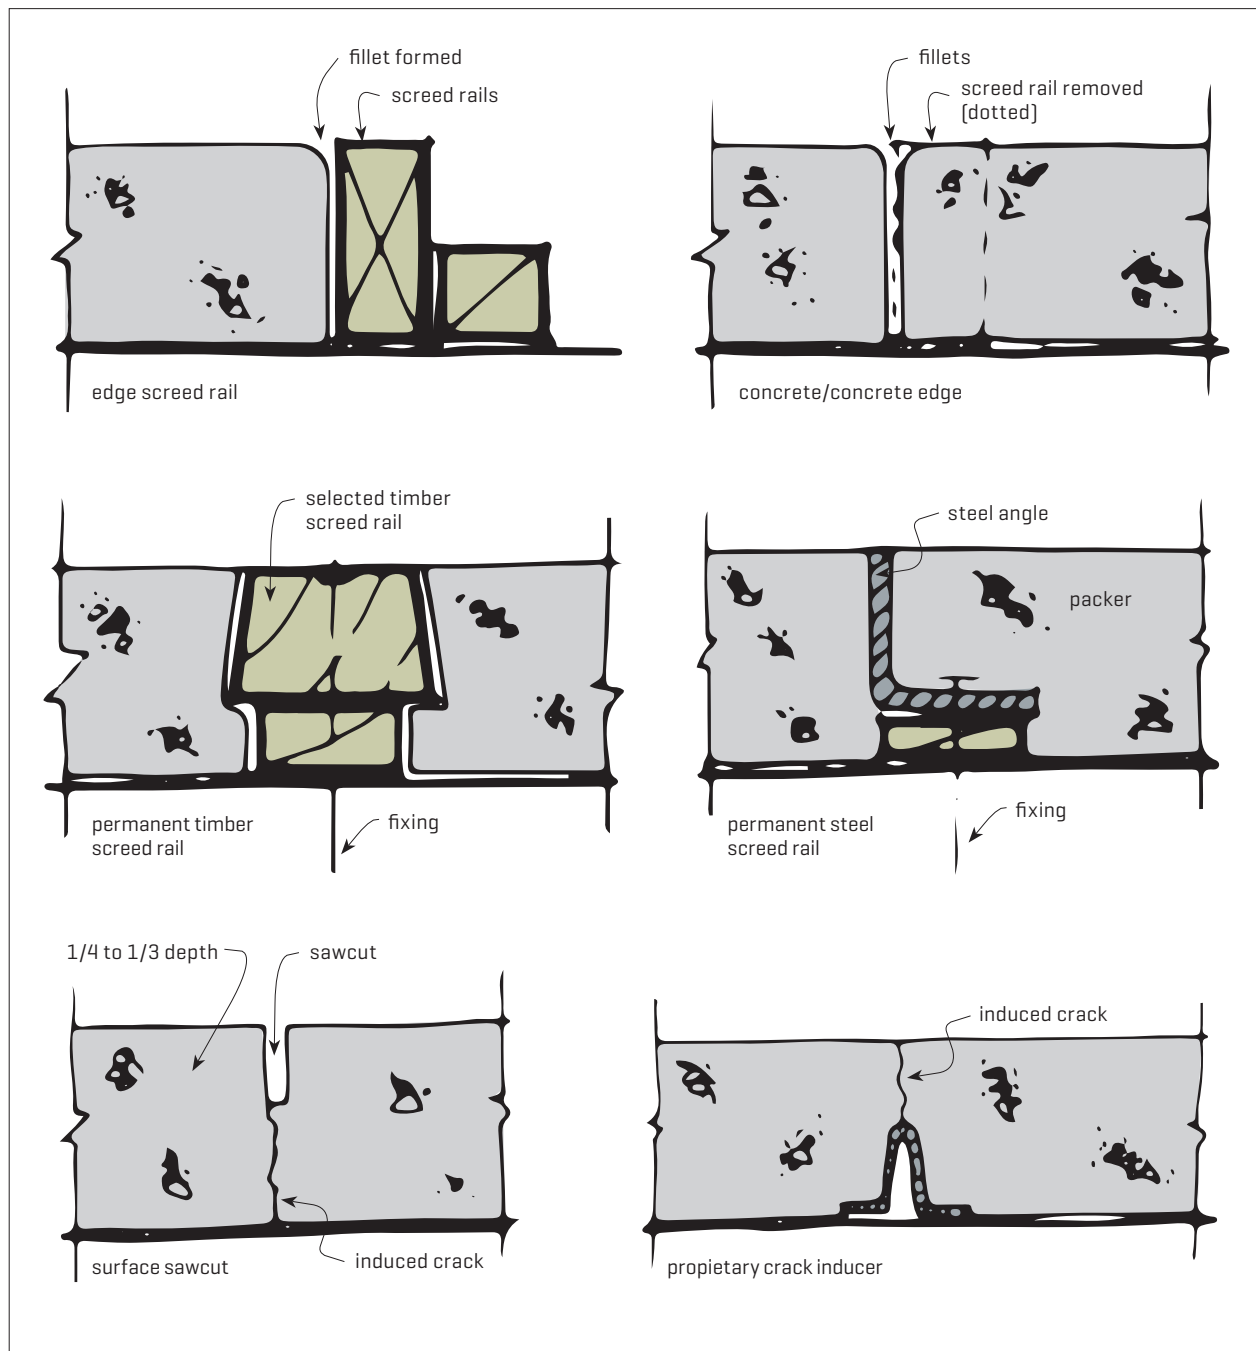 fillet formed
screed rails
edge screed rail
fillets
screed rail removed
(dotted)
concrete/concrete edge
selected timber
screed rail
permanent timber
screed rail
fixing
steel angle
packer
permanent steel
screed rail
fixing
1/4 to 1/3 depth
sawcut
surface sawcut
induced crack
induced crack
propietary crack inducer